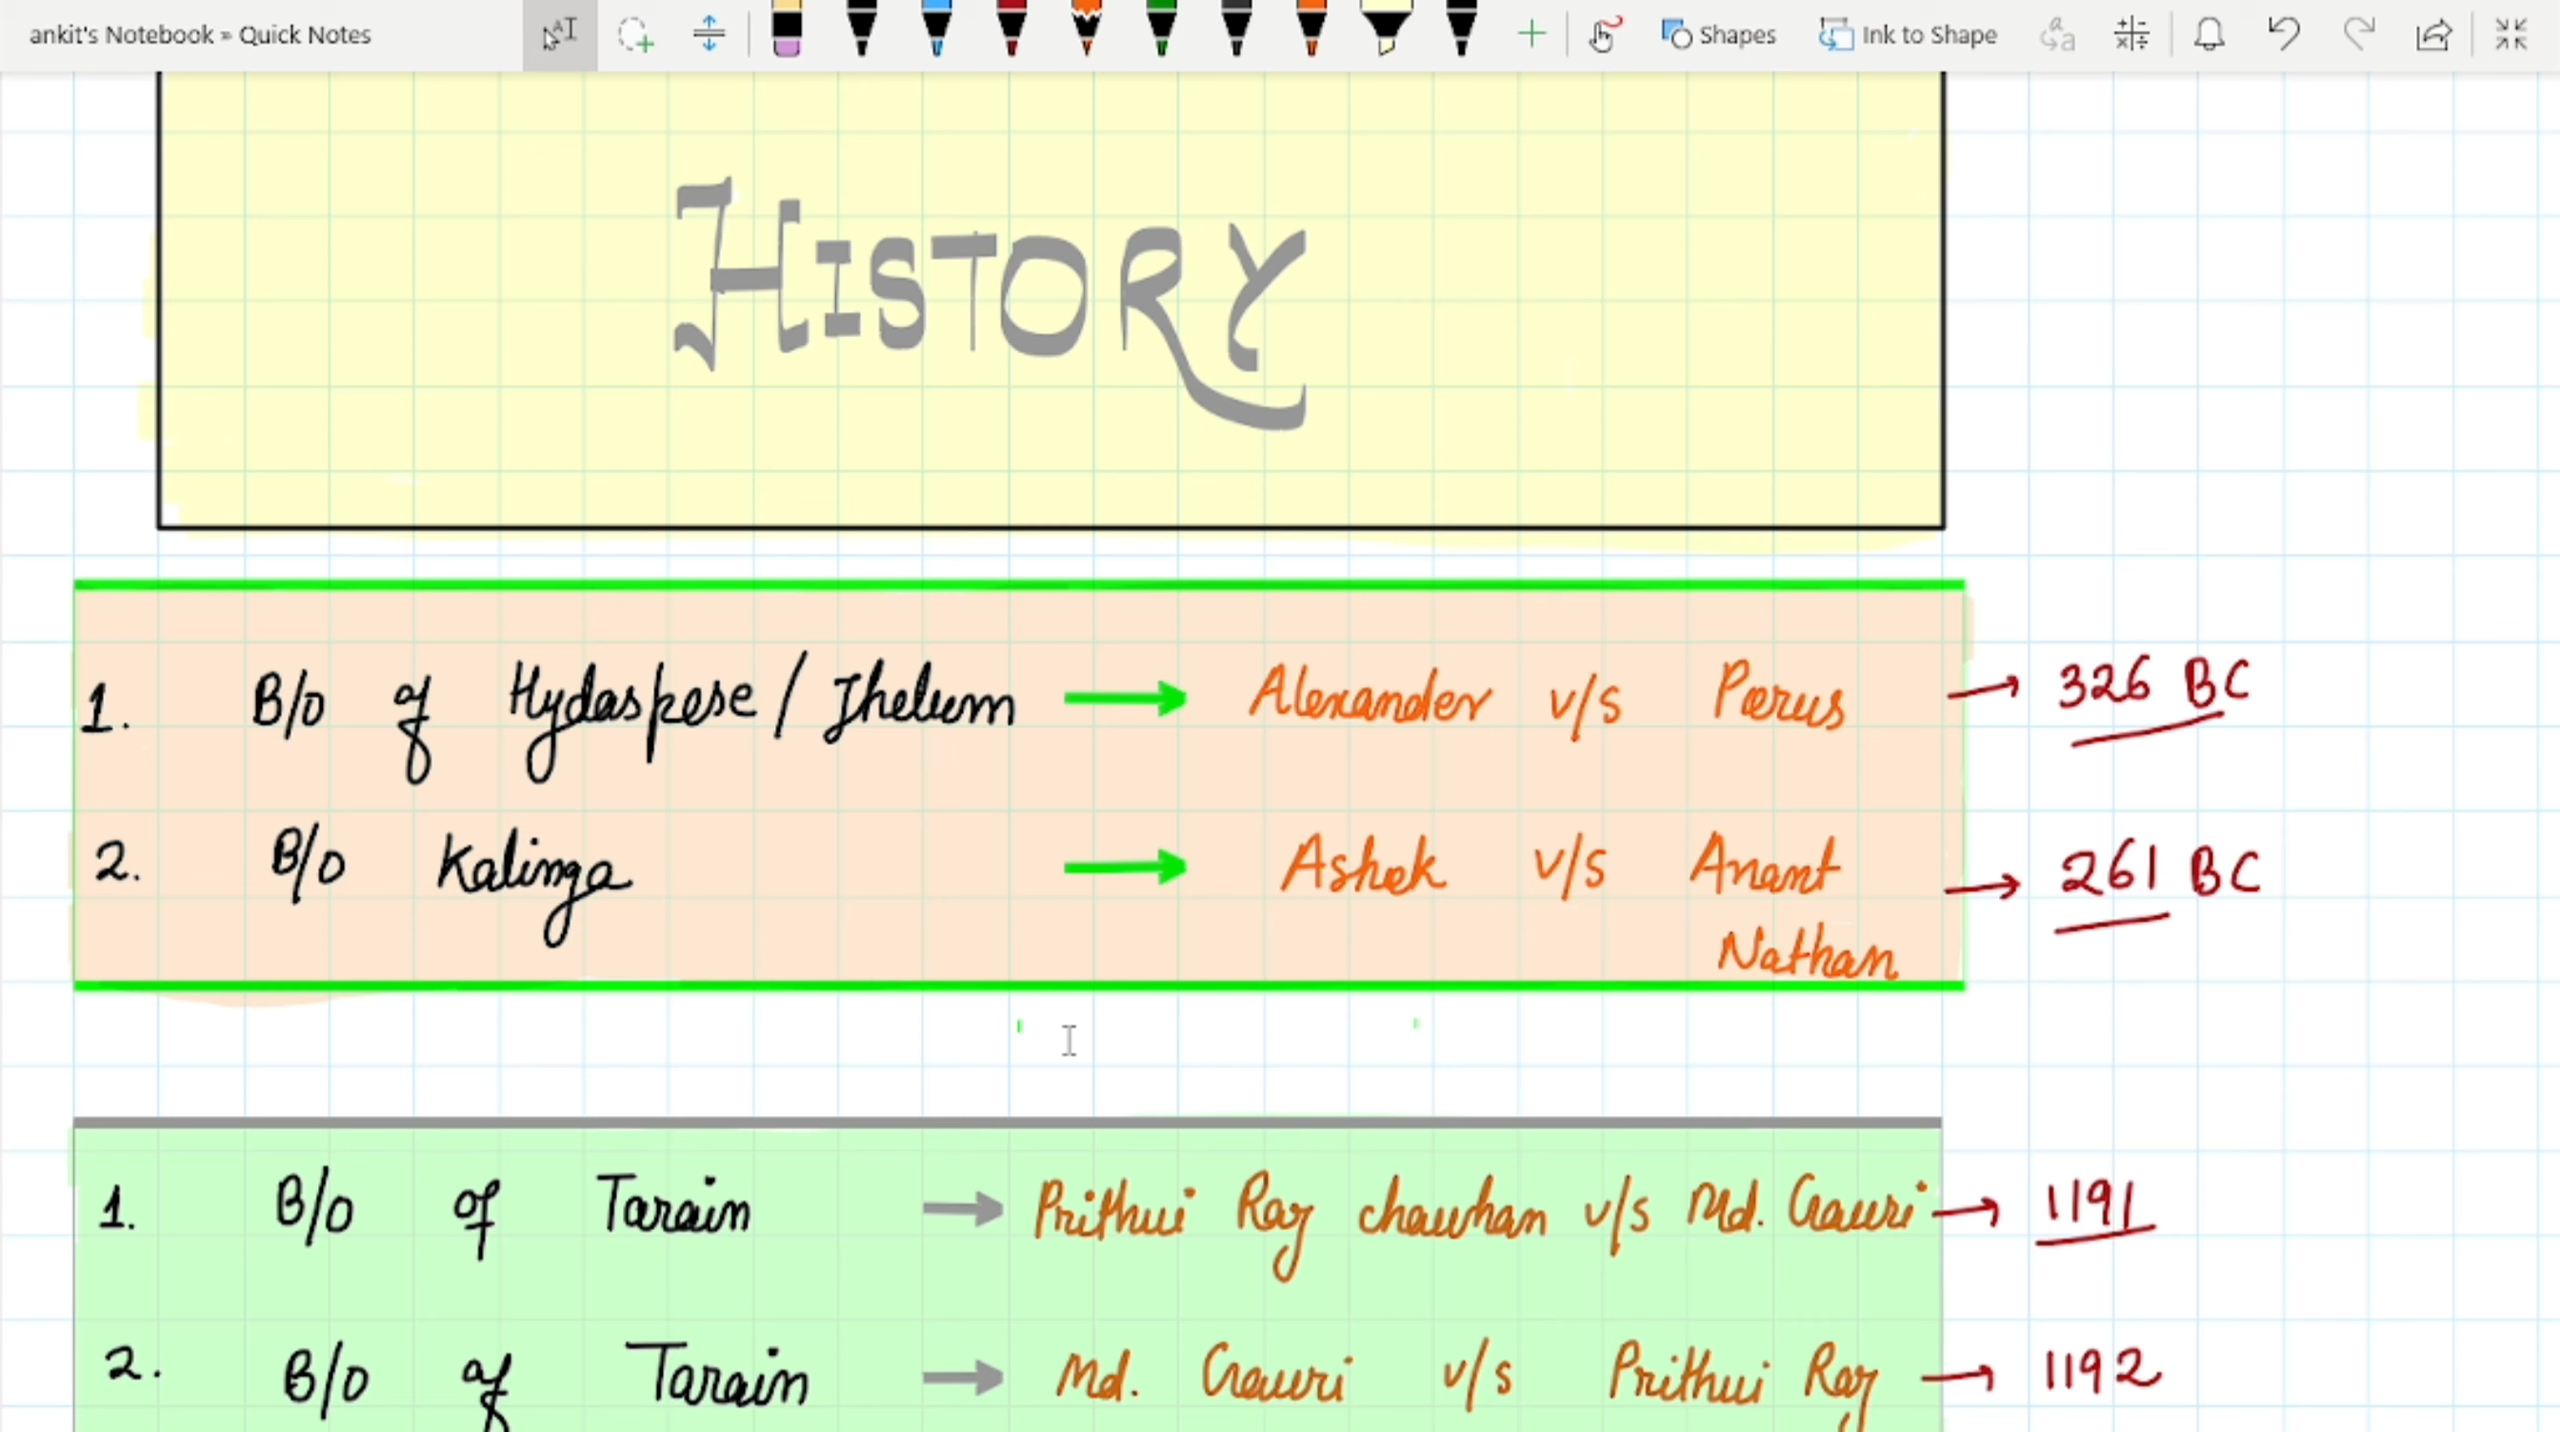 ankit's Notebook » Quick Notes Shapes Ink to Shape
HISTORY
1. B/o of Hydaspese / Jhelum → Alexander v/s Porus → 326 BC
2. B/o Kalinga → Ashok v/s Anant → 261 BC
Nathan
1. B/o of Tarain → Prithvi Raj chauhan v/s Md. Gauri → 1191
2. B/o of Tarain → Md. Gauri v/s Prithvi Raj → 1192